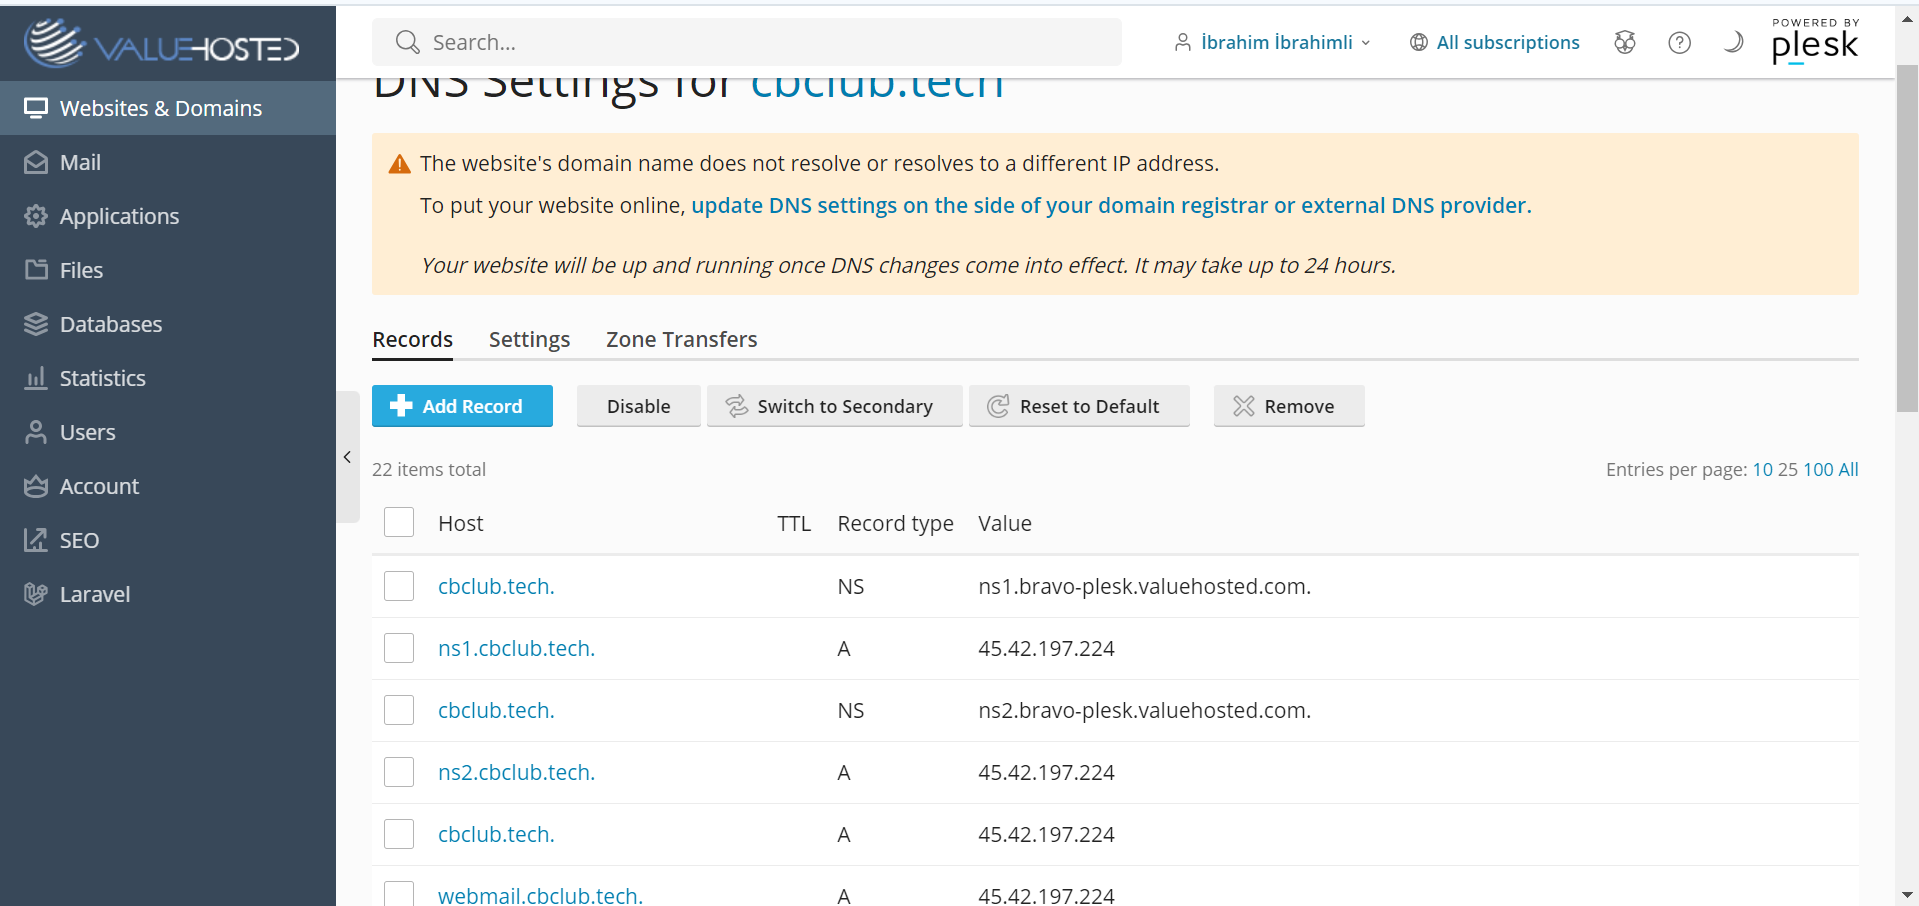 VALUEHOSTED
Search...
İbrahim İbrahimli
All subscriptions
POWERED BY
plesk
Websites & Domains
Mail
Applications
Files
Databases
Statistics
Users
Account
SEO
Laravel
DNS Settings for cbclub.tech
The website's domain name does not resolve or resolves to a different IP address.
To put your website online, update DNS settings on the side of your domain registrar or external DNS provider.
Your website will be up and running once DNS changes come into effect. It may take up to 24 hours.
Records Settings Zone Transfers
Add Record Disable Switch to Secondary Reset to Default Remove
22 items total Entries per page: 10 25 100 All
Host TTL Record type Value
cbclub.tech. NS ns1.bravo-plesk.valuehosted.com.
ns1.cbclub.tech. A 45.42.197.224
cbclub.tech. NS ns2.bravo-plesk.valuehosted.com.
ns2.cbclub.tech. A 45.42.197.224
cbclub.tech. A 45.42.197.224
webmail.cbclub.tech. A 45.42.197.224